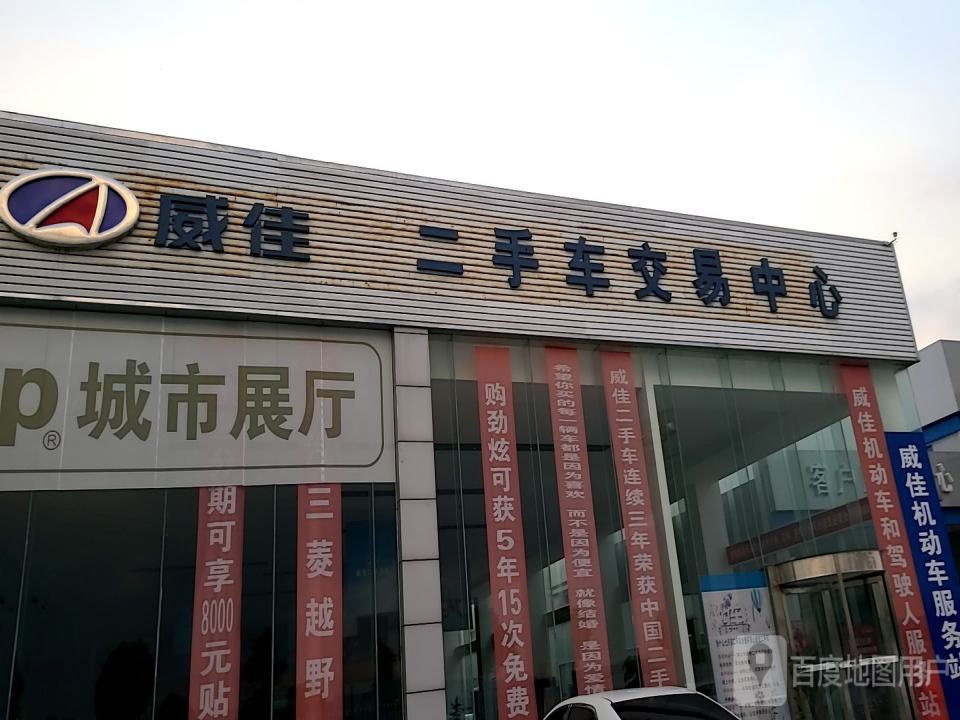 威佳 二手车交易中心
p® 城市展厅
期可享8000元贴
三菱越野
购劲炫可获5年15次免费
希望你买的每一辆车都是因为喜欢 而不是因为便宜 就像结婚 是因为爱情
威佳二手车连续三年荣获中国二手
客户
心
威佳机动车和驾驶人服
站
威佳机动车服务站
百度地图用户